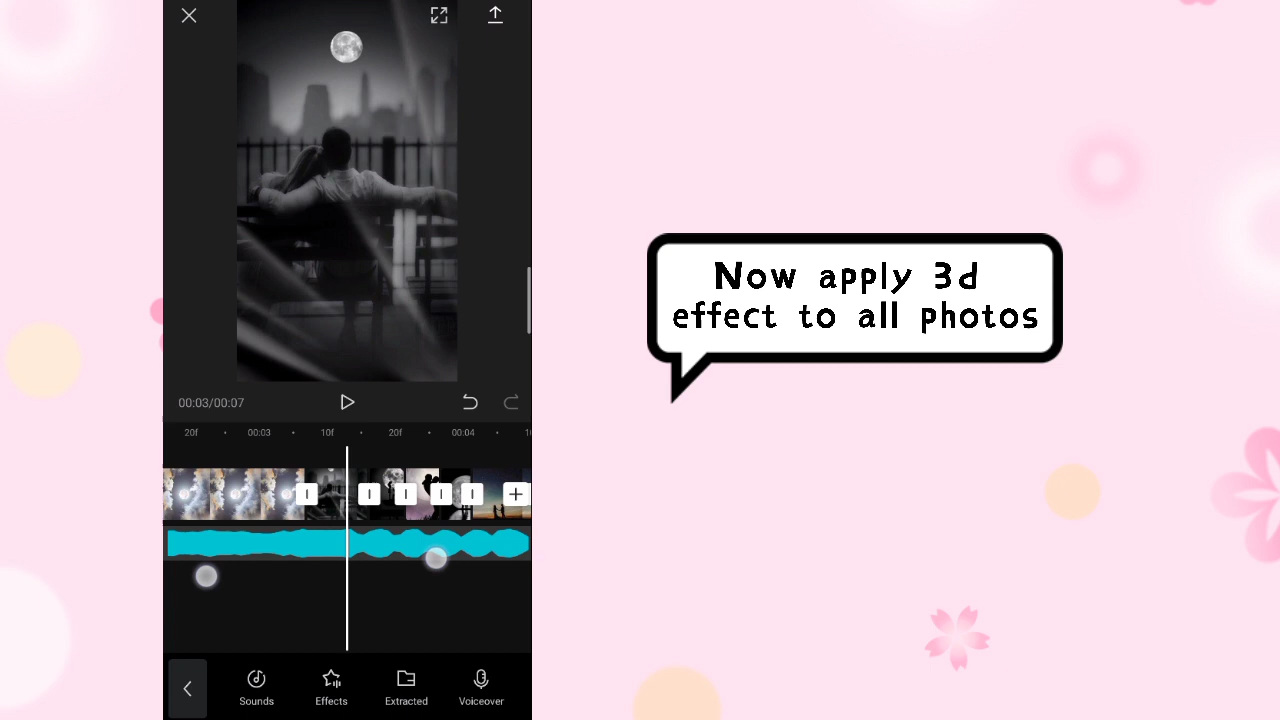 Now apply 3d
effect to all photos
00:03/00:07
20f
00:03
10f
20f
00:04
Sounds
Effects
Extracted
Voiceover